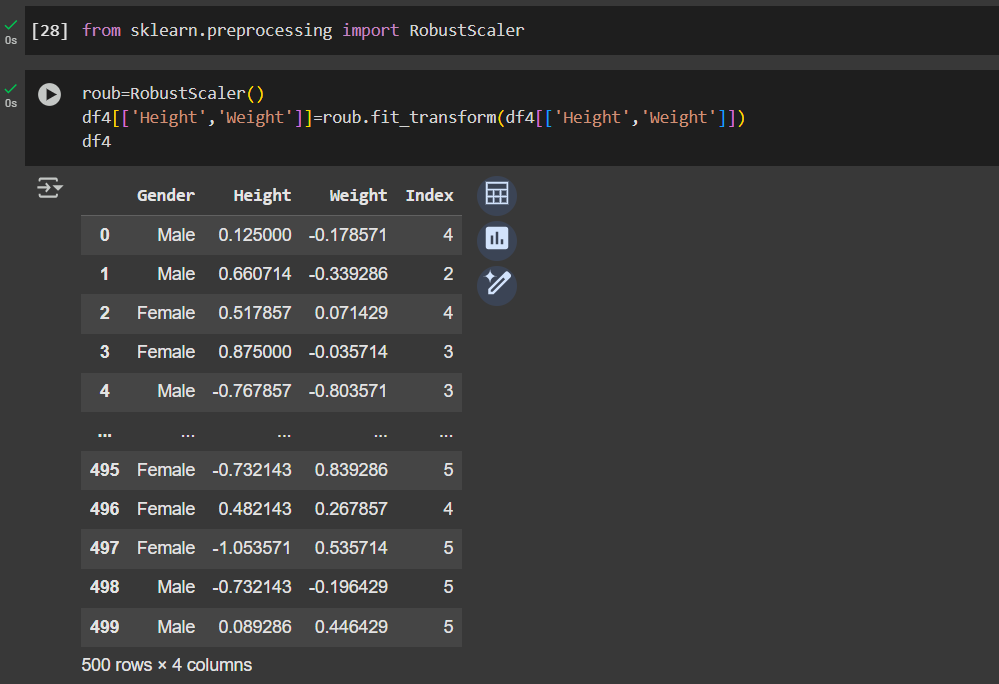 [28] from sklearn.preprocessing import RobustScaler
0s
0s
roub=RobustScaler()
df4[['Height','Weight']]=roub.fit_transform(df4[['Height','Weight']])
df4
Gender Height Weight Index
0 Male 0.125000 -0.178571 4
1 Male 0.660714 -0.339286 2
2 Female 0.517857 0.071429 4
3 Female 0.875000 -0.035714 3
4 Male -0.767857 -0.803571 3
... ... ... ... ...
495 Female -0.732143 0.839286 5
496 Female 0.482143 0.267857 4
497 Female -1.053571 0.535714 5
498 Male -0.732143 -0.196429 5
499 Male 0.089286 0.446429 5
500 rows × 4 columns